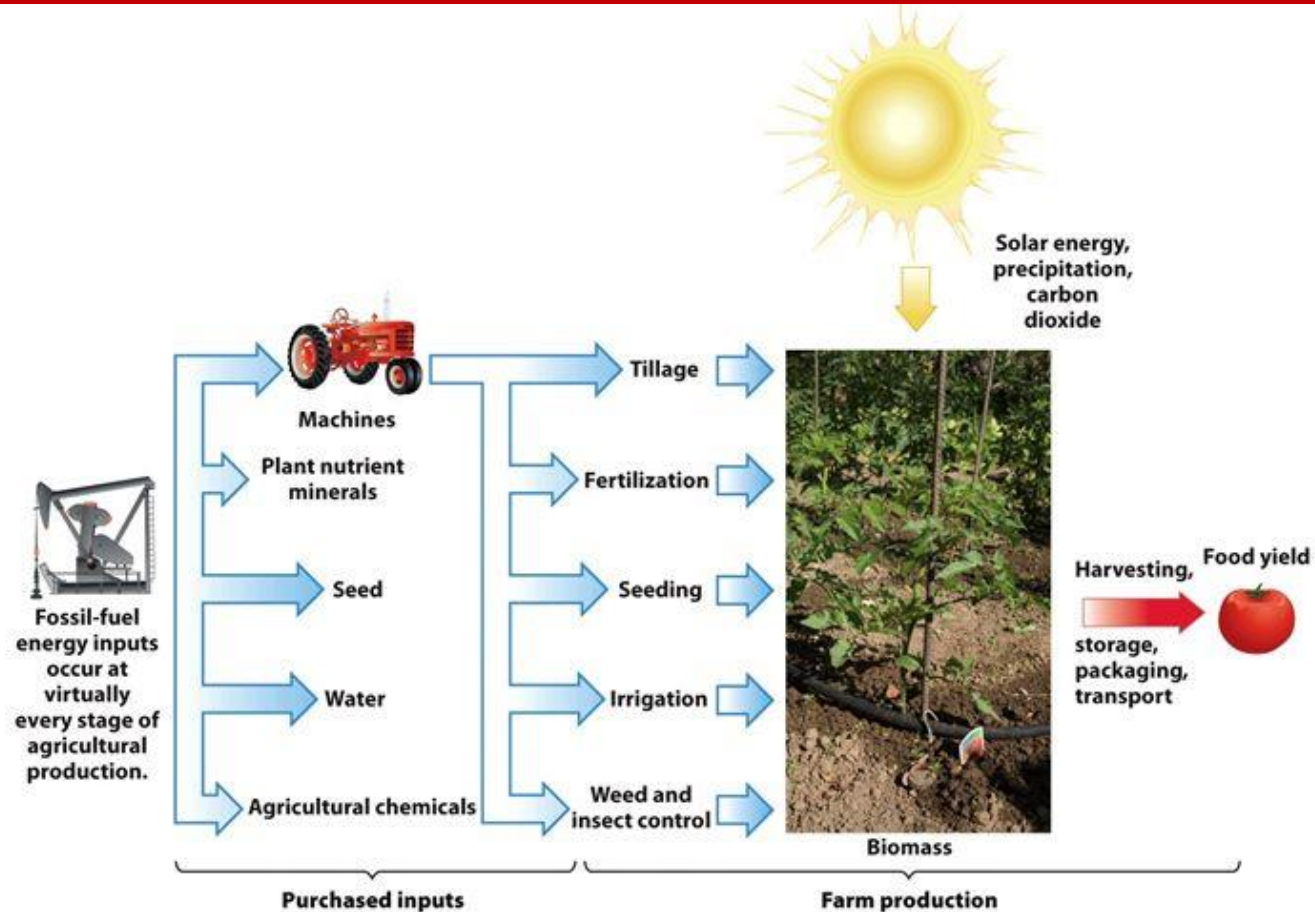 Solar energy,
precipitation,
carbon
dioxide
Machines
Tillage
Plant nutrient
minerals
Fertilization
Fossil-fuel
energy inputs
occur at
virtually
every stage of
agricultural
production.
Seed
Seeding
Water
Irrigation
Agricultural chemicals
Weed and
insect control
Biomass
Harvesting,
storage,
packaging,
transport
Food yield
Purchased inputs
Farm production